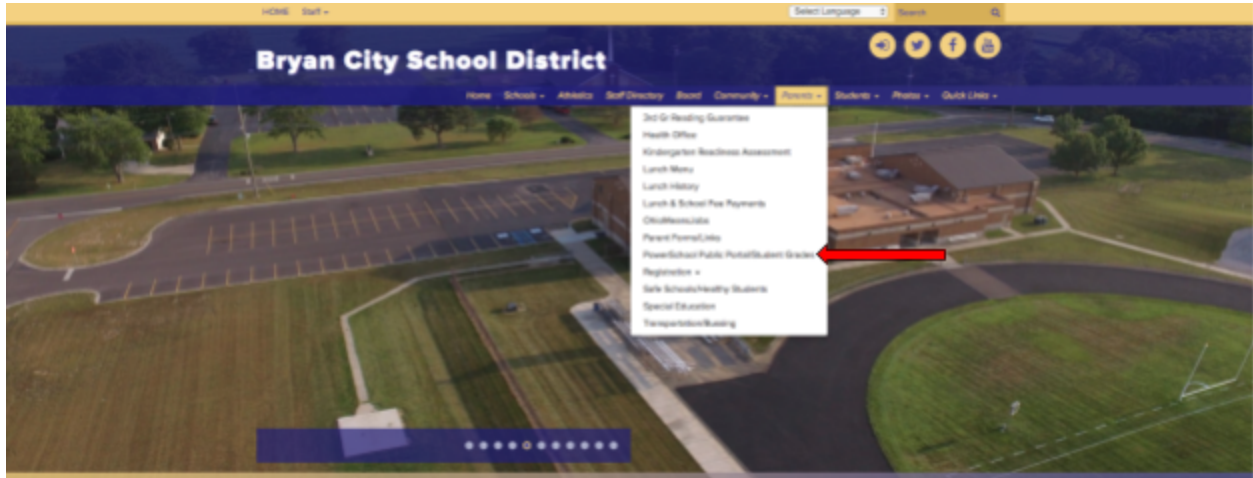 HOME Staff
Select Language
Search
Bryan City School District
Home Schools Athletics Staff Directory Board Community Parents Students Photos Quick Links
3rd Gr Reading Guarantee
Health Office
Kindergarten Readiness Assessment
Lunch Menu
Lunch History
Lunch & School Fee Payments
OhioMeansJobs
Parent Forms/Links
PowerSchool Public Portal/Student Grades
Registration
Safe Schools/Healthy Students
Special Education
Transportation/Bussing